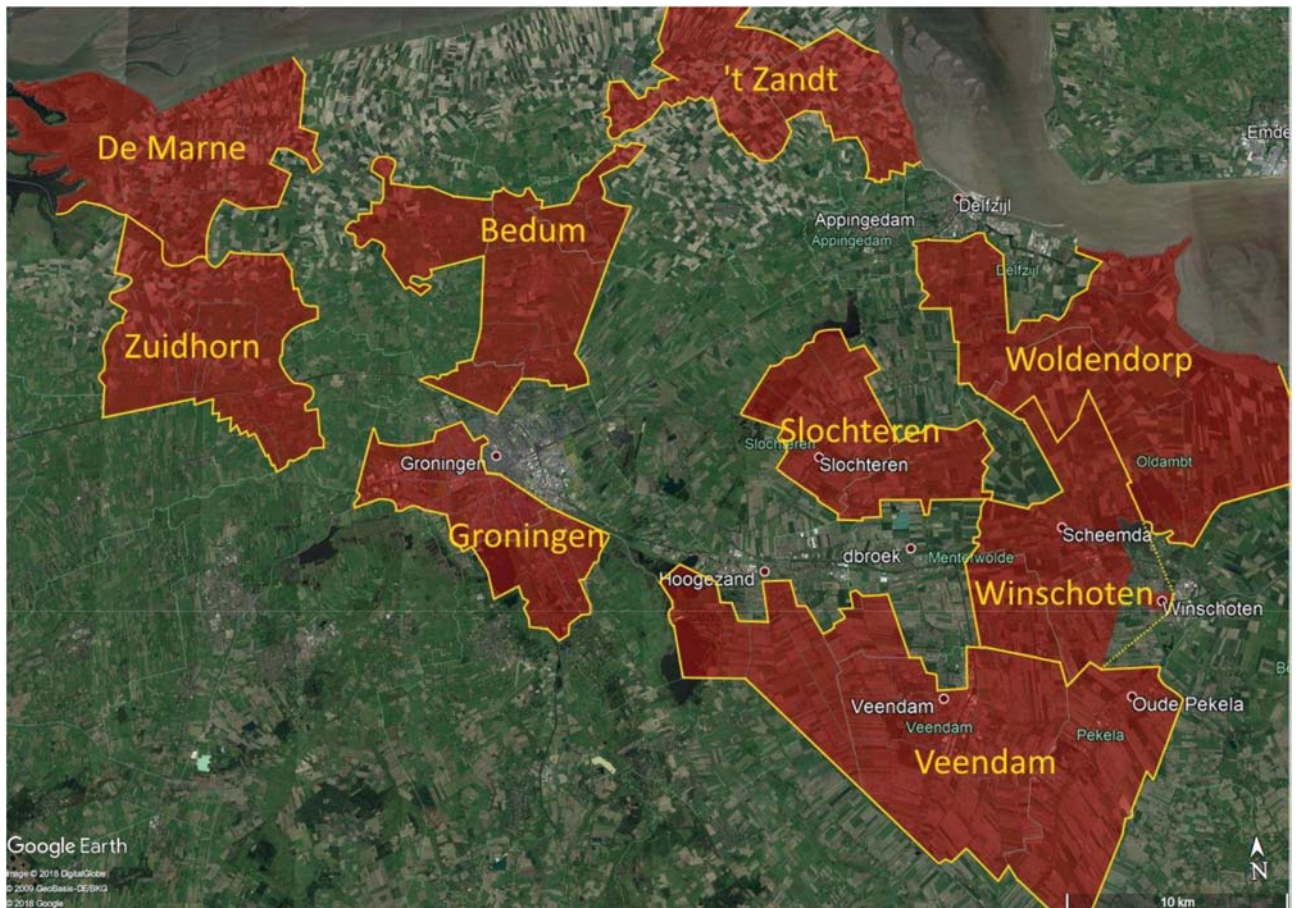 't Zandt
Emde
De Marne
Delfzijl
Appingedam
Appingedam
Bedum
Delfzijl
Zuidhorn
Woldendorp
Slochteren
Slochteren
Slochteren
Groningen
Oldambt
Groningen
Scheemda
dbroek
Menterwolde
Hoogezand
Winschoten
Winschoten
Be
Veendam
Oude Pekela
Veendam
Pekela
Veendam
Google Earth
Image © 2018 DigitalGlobe
© 2009 GeoBasis-DE/BKG
© 2018 Google
N
10 km